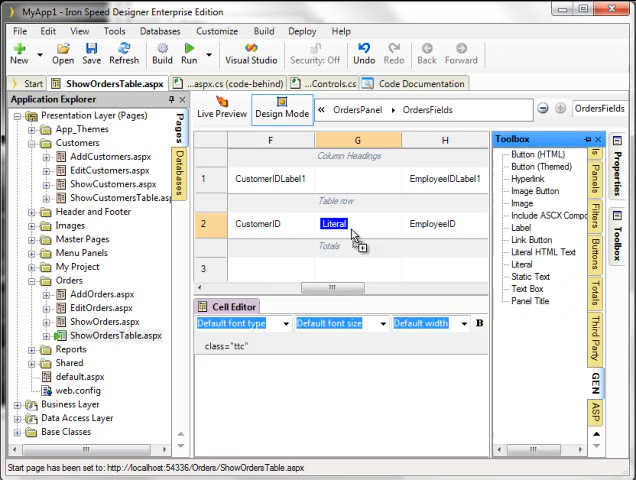 MyApp1 - Iron Speed Designer Enterprise Edition
File Edit View Tools Databases Customize Build Deploy Help
New Open Save Refresh Build Run Visual Studio Security: Off Undo Redo Back Forward
Start ShowOrdersTable.aspx ...aspx.cs (code-behind) ...Controls.cs Code Documentation
Application Explorer
Presentation Layer (Pages)
App_Themes
Customers
AddCustomers.aspx
EditCustomers.aspx
ShowCustomers.aspx
ShowCustomersTable.as
Header and Footer
Images
Master Pages
Menu Panels
My Project
Orders
AddOrders.aspx
EditOrders.aspx
ShowOrders.aspx
ShowOrdersTable.aspx
Reports
Shared
default.aspx
web.config
Business Layer
Data Access Layer
Base Classes
Pages
Databases
Live Preview
Design Mode
OrdersPanel OrdersFields
OrdersFields
F G H
Column Headings
1 CustomerIDLabel1 EmployeeIDLabel1
Table row
2 CustomerID Literal EmployeeID
Totals
3
Cell Editor
Default font type Default font size Default width B
class="ttc"
Toolbox
Button (HTML)
Button (Themed)
Hyperlink
Image Button
Image
Include ASCX Compo
Label
Link Button
Literal HTML Text
Literal
Static Text
Text Box
Panel Title
Panels
Filters
Buttons
Totals
Third Party
GEN
ASP
Properties
Toolbox
Start page has been set to: http://localhost:54336/Orders/ShowOrdersTable.aspx